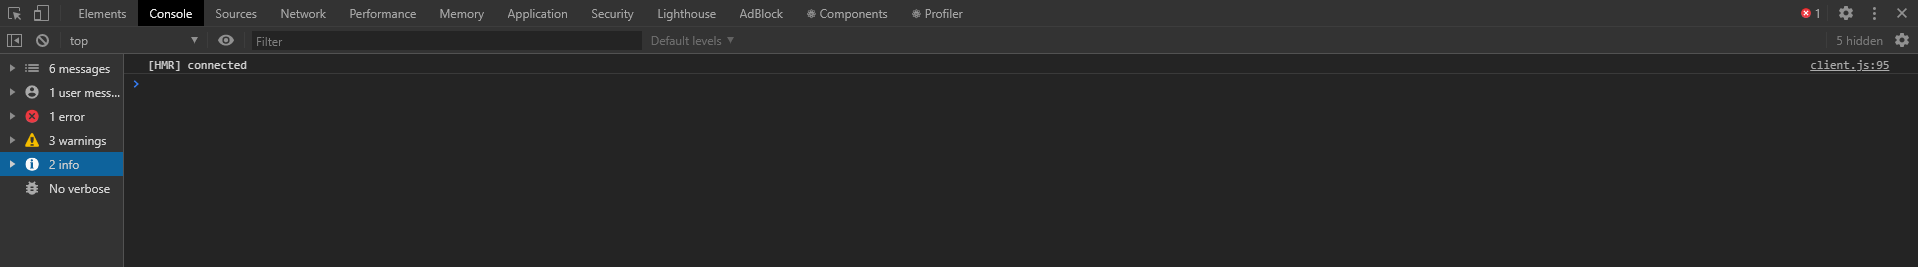 Elements Console Sources Network Performance Memory Application Security Lighthouse AdBlock Components Profiler 1
top Filter Default levels 5 hidden
6 messages
[HMR] connected client.js:95
1 user mess...
1 error
3 warnings
2 info
No verbose